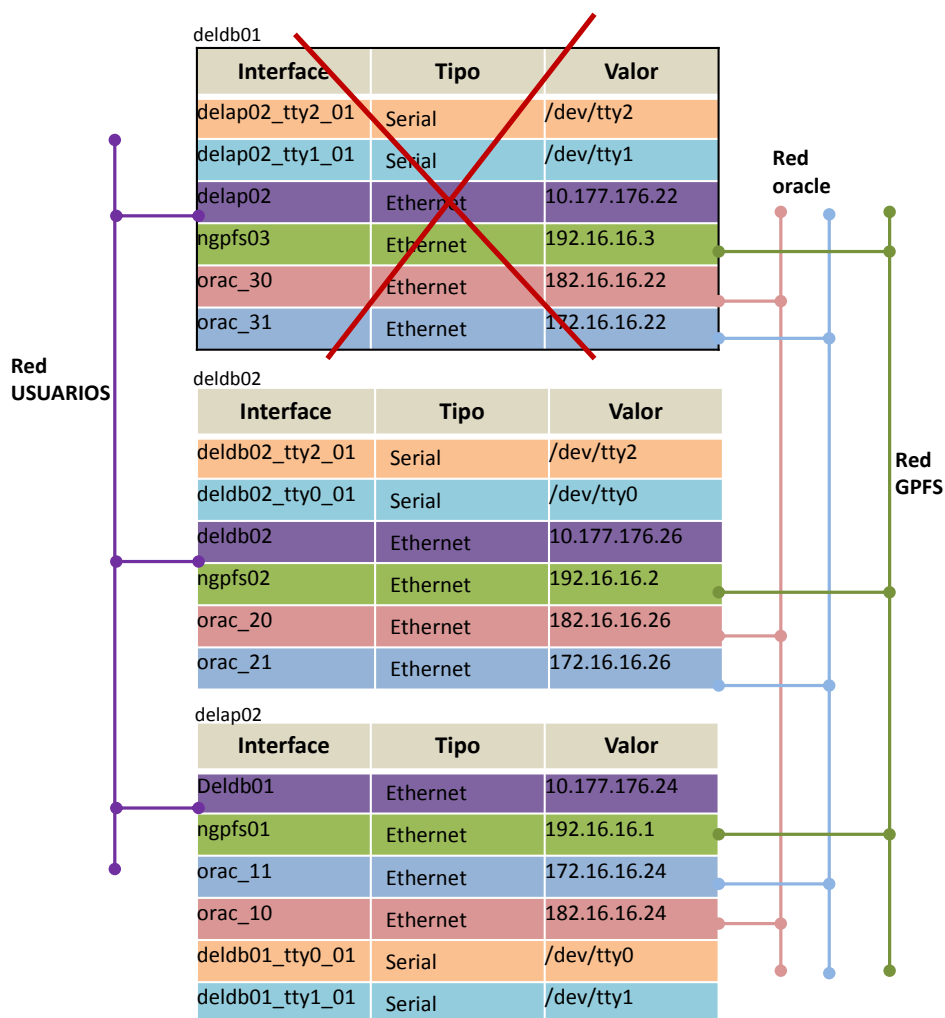 deldb01
Interface Tipo Valor
delap02_tty2_01 Serial /dev/tty2
delap02_tty1_01 Serial /dev/tty1
delap02 Ethernet 10.177.176.22
ngpfs03 Ethernet 192.16.16.3
orac_30 Ethernet 182.16.16.22
orac_31 Ethernet 172.16.16.22
Red
oracle
Red
USUARIOS
deldb02
Interface Tipo Valor
deldb02_tty2_01 Serial /dev/tty2
deldb02_tty0_01 Serial /dev/tty0
deldb02 Ethernet 10.177.176.26
ngpfs02 Ethernet 192.16.16.2
orac_20 Ethernet 182.16.16.26
orac_21 Ethernet 172.16.16.26
Red
GPFS
delap02
Interface Tipo Valor
Deldb01 Ethernet 10.177.176.24
ngpfs01 Ethernet 192.16.16.1
orac_11 Ethernet 172.16.16.24
orac_10 Ethernet 182.16.16.24
deldb01_tty0_01 Serial /dev/tty0
deldb01_tty1_01 Serial /dev/tty1